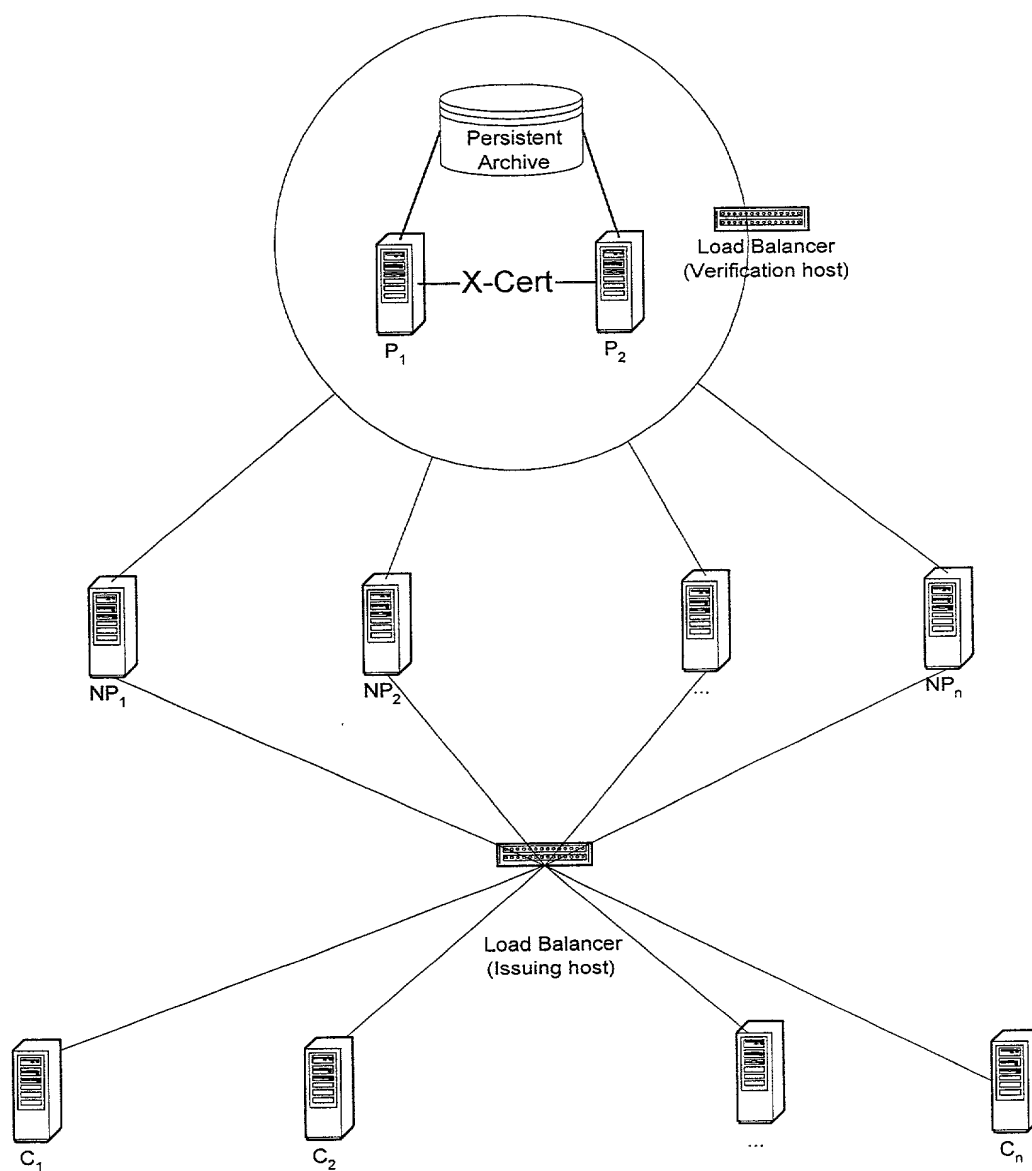 Persistent
Archive
Load Balancer
(Verification host)
X-Cert
P₁
P₂
NP₁
NP₂
...
NPₙ
Load Balancer
(Issuing host)
C₁
C₂
...
Cₙ